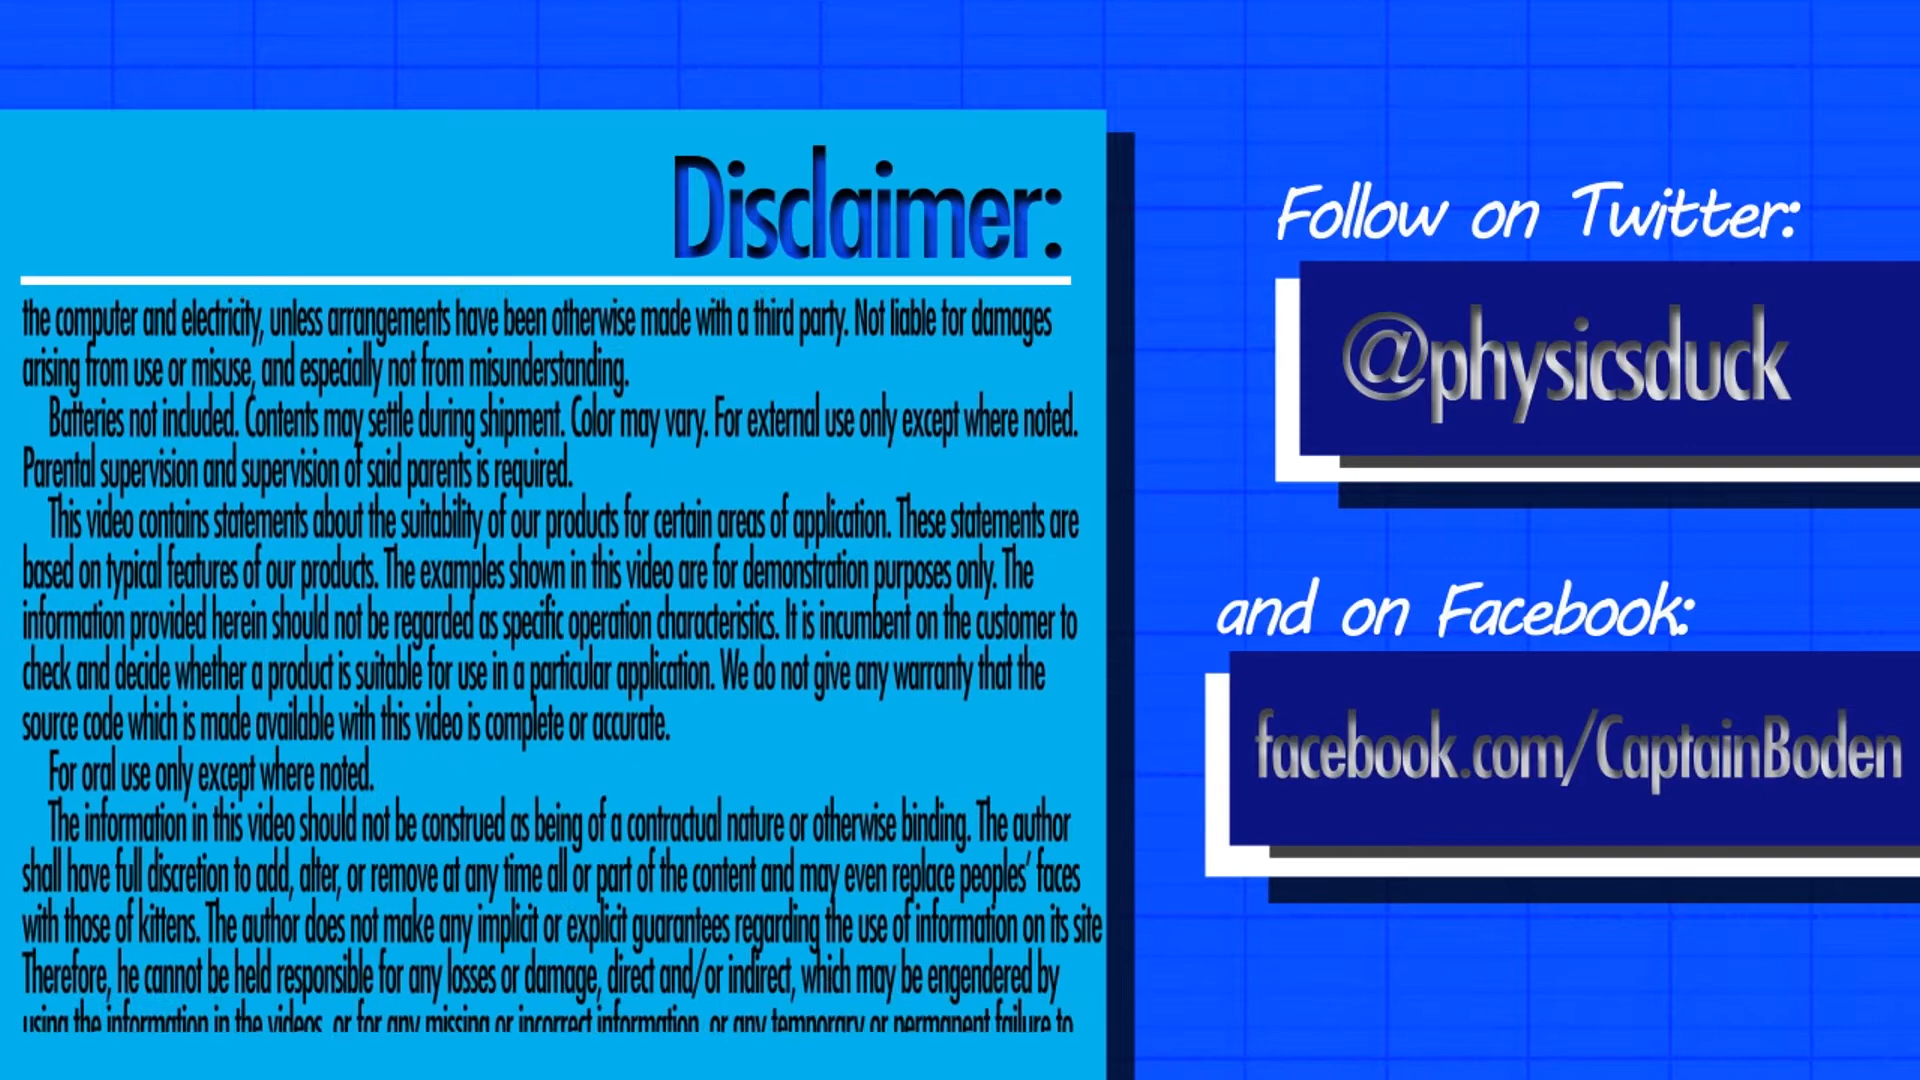 Disclaimer:
the computer and electricity, unless arrangements have been otherwise made with a third party. Not liable for damages
arising from use or misuse, and especially not from misunderstanding.
Batteries not included. Contents may settle during shipment. Color may vary. For external use only except where noted.
Parental supervision and supervision of said parents is required.
This video contains statements about the suitability of our products for certain areas of application. These statements are
based on typical features of our products. The examples shown in this video are for demonstration purposes only. The
information provided herein should not be regarded as specific operation characteristics. It is incumbent on the customer to
check and decide whether a product is suitable for use in a particular application. We do not give any warranty that the
source code which is made available with this video is complete or accurate.
For oral use only except where noted.
The information in this video should not be construed as being of a contractual nature or otherwise binding. The author
shall have full discretion to add, alter, or remove at any time all or part of the content and may even replace peoples' faces
with those of kittens. The author does not make any implicit or explicit guarantees regarding the use of information on its site
Therefore, he cannot be held responsible for any losses or damage, direct and/or indirect, which may be engendered by
using the information in the videos, or for any missing or incorrect information, or any temporary or permanent failure to
Follow on Twitter:
@physicsduck
and on Facebook:
facebook.com/CaptainBoden